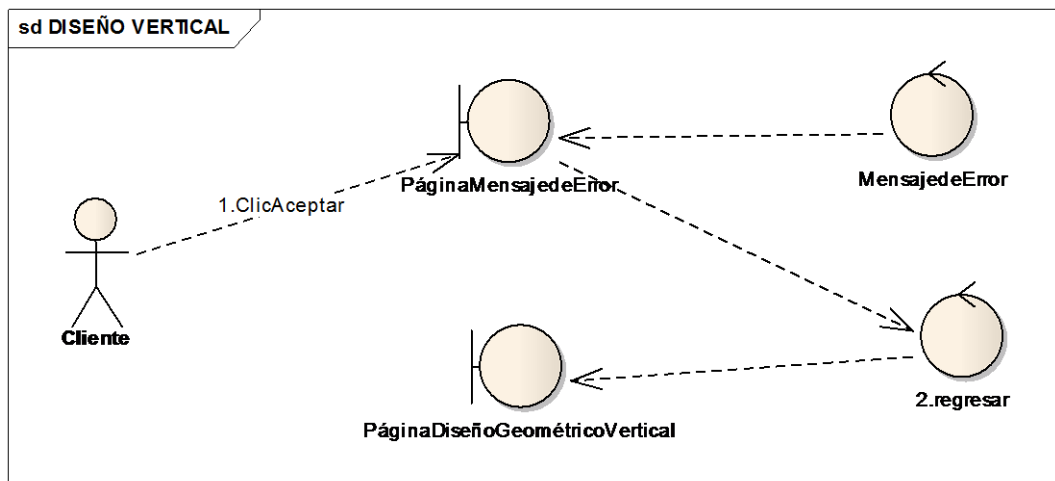 sd DISEÑO VERTICAL
PáginaMensajedeError
MensajedeError
1.ClicAceptar
Cliente
PáginaDiseñoGeométricoVertical
2.regresar